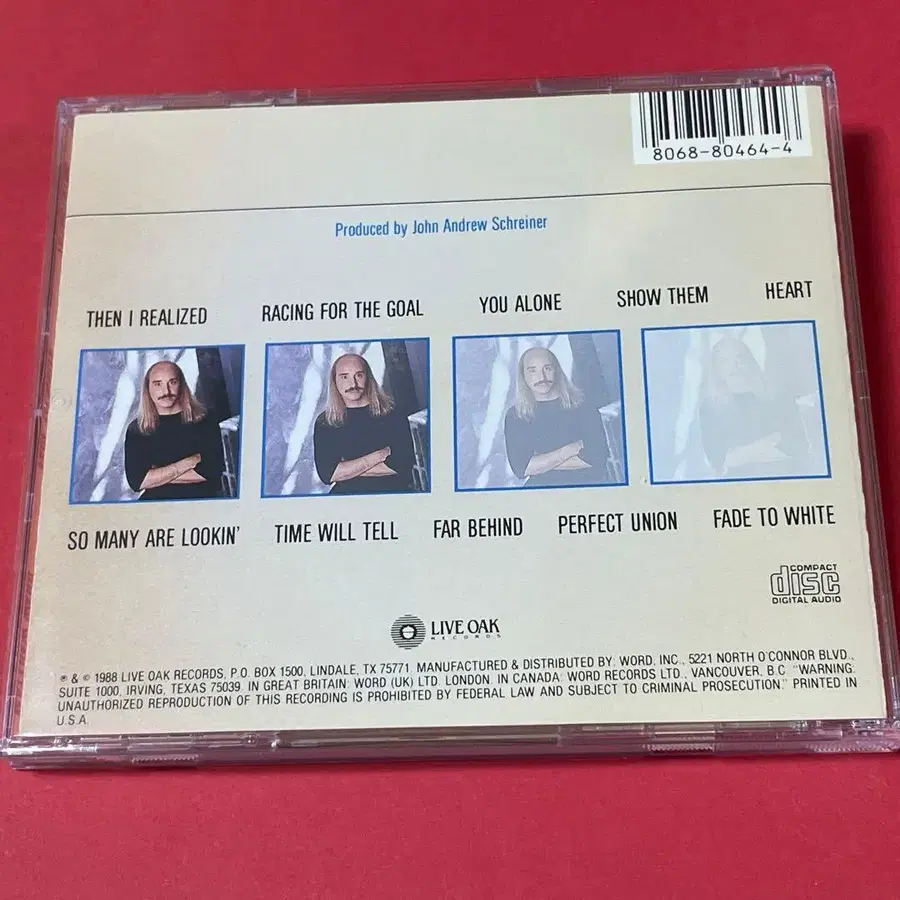 8068-80464-4
Produced by John Andrew Schreiner
THEN I REALIZED RACING FOR THE GOAL YOU ALONE SHOW THEM HEART
SO MANY ARE LOOKIN' TIME WILL TELL FAR BEHIND PERFECT UNION FADE TO WHITE
COMPACT
disc
DIGITAL AUDIO
LIVE OAK
RECORDS
℗ & © 1988 LIVE OAK RECORDS, P.O. BOX 1500, LINDALE, TX 75771. MANUFACTURED & DISTRIBUTED BY: WORD, INC., 5221 NORTH O'CONNOR BLVD.,
SUITE 1000, IRVING, TEXAS 75039. IN GREAT BRITAIN: WORD (UK) LTD. LONDON. IN CANADA: WORD RECORDS LTD., VANCOUVER, B.C. "WARNING:
UNAUTHORIZED REPRODUCTION OF THIS RECORDING IS PROHIBITED BY FEDERAL LAW AND SUBJECT TO CRIMINAL PROSECUTION." PRINTED IN
U.S.A.